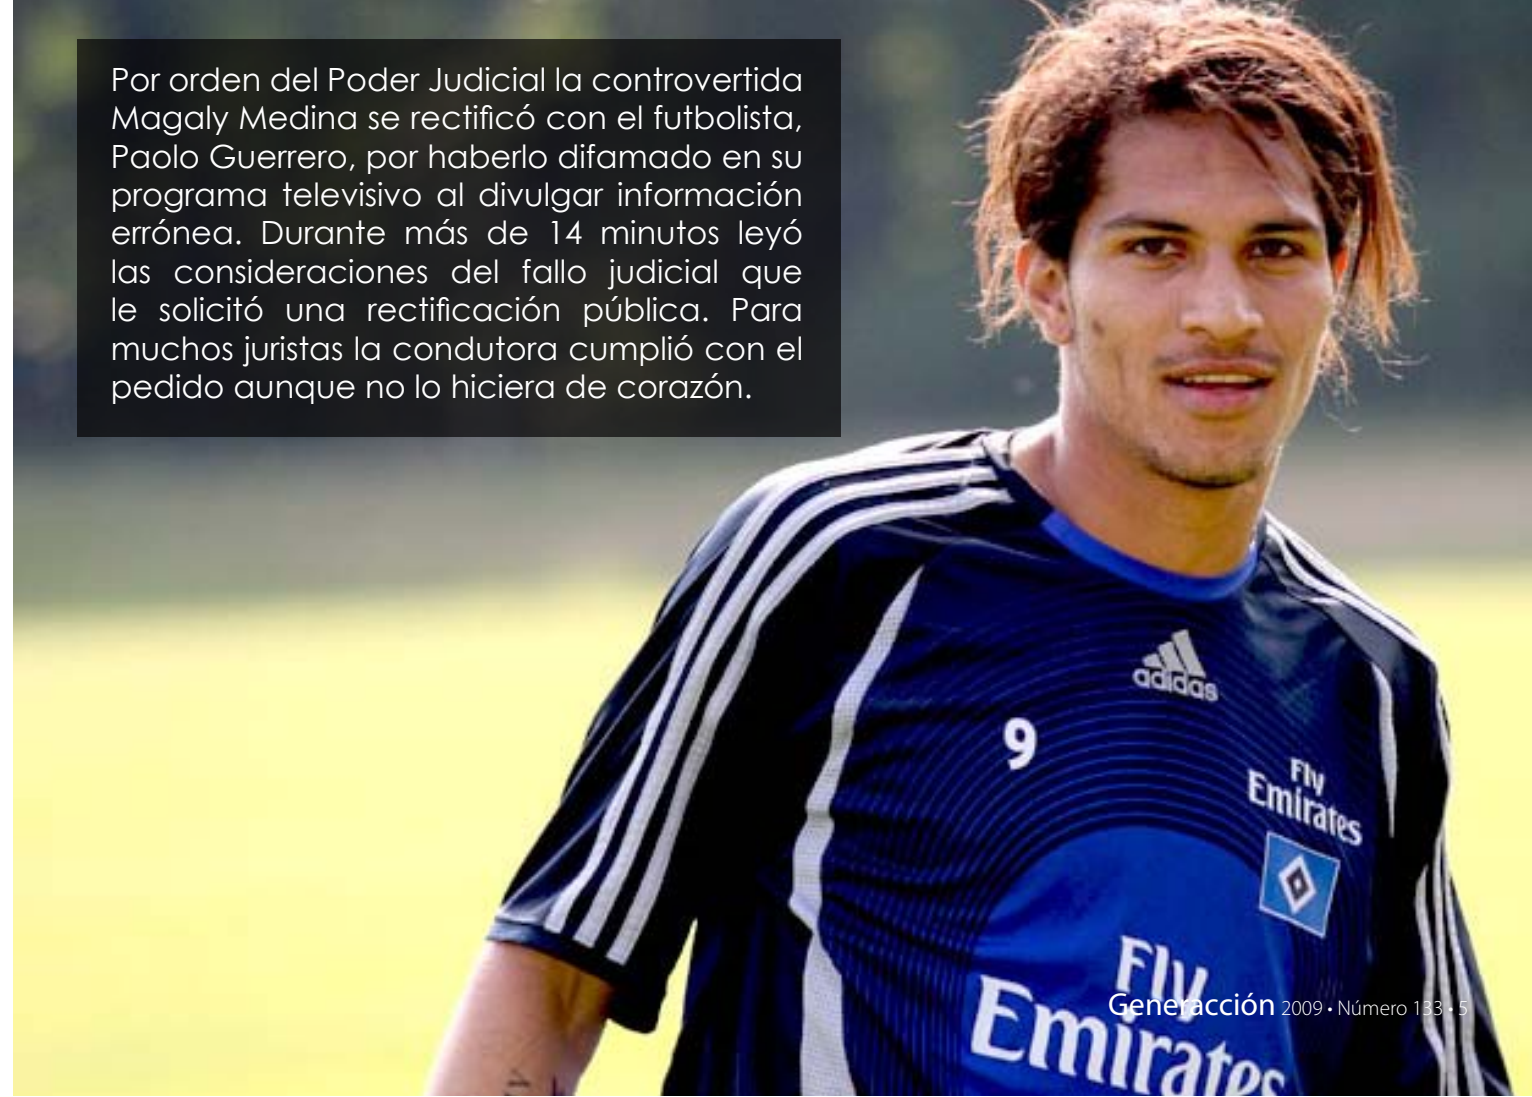 Por orden del Poder Judicial la controvertida
Magaly Medina se rectificó con el futbolista,
Paolo Guerrero, por haberlo difamado en su
programa televisivo al divulgar información
errónea. Durante más de 14 minutos leyó
las consideraciones del fallo judicial que
le solicitó una rectificación pública. Para
muchos juristas la condutora cumplió con el
pedido aunque no lo hiciera de corazón.
adidas
9
Fly
Emirates
Fly
Emirates
Generacción 2009 • Número 133 • 5